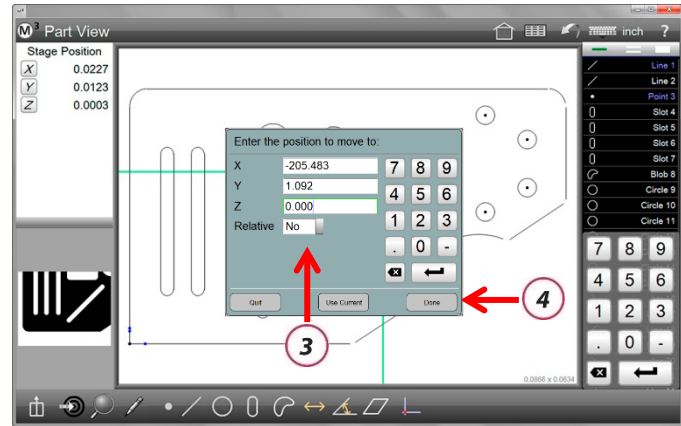 M³ Part View
inch ?
Stage Position
X 0.0227
Y 0.0123
Z 0.0003
Line 1
Line 2
Point 3
Slot 4
Slot 5
Slot 6
Slot 7
Blob 8
Circle 9
Circle 10
Circle 11
Enter the position to move to:
X -205.483
Y 1.092
Z 0.000
Relative No
7 8 9
4 5 6
1 2 3
. 0 -
Quit Use Current Done
3
4
7 8 9
4 5 6
1 2 3
. 0 -
0.0866 x 0.0634